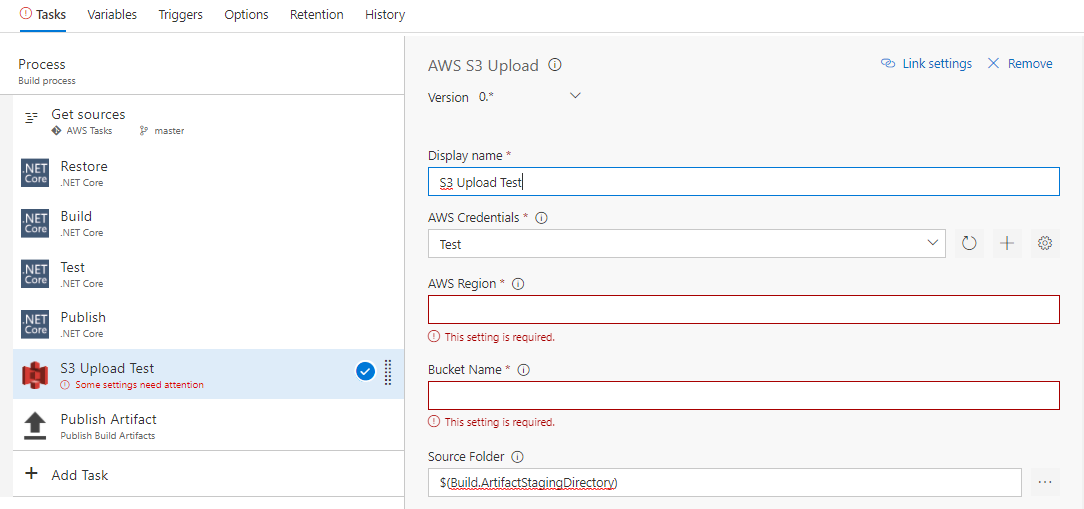 Tasks Variables Triggers Options Retention History
Process
Build process
Get sources
AWS Tasks master
.NET Core
Restore
.NET Core
.NET Core
Build
.NET Core
.NET Core
Test
.NET Core
.NET Core
Publish
.NET Core
S3 Upload Test
Some settings need attention
Publish Artifact
Publish Build Artifacts
Add Task
AWS S3 Upload
Link settings Remove
Version 0.*
Display name *
S3 Upload Test
AWS Credentials *
Test
AWS Region *
This setting is required.
Bucket Name *
This setting is required.
Source Folder
$(Build.ArtifactStagingDirectory)